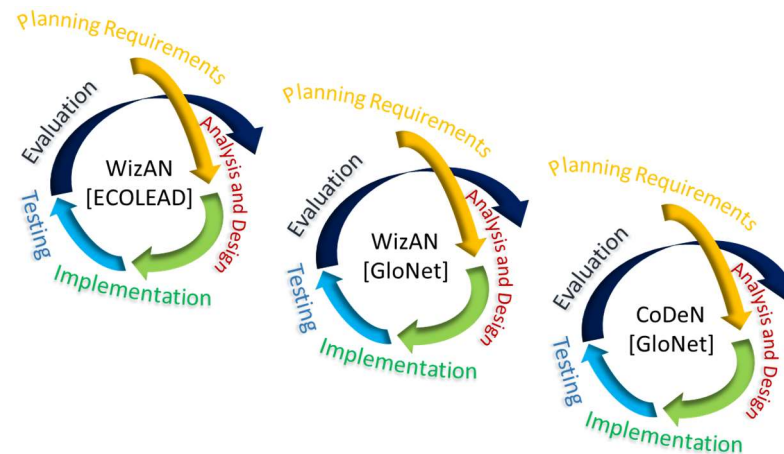 Planning Requirements
Evaluation
Analysis and Design
WizAN
[ECOLEAD]
Testing
Implementation
Planning Requirements
Evaluation
Analysis and Design
WizAN
[GloNet]
Testing
Implementation
Planning Requirements
Evaluation
Analysis and Design
CoDeN
[GloNet]
Testing
Implementation